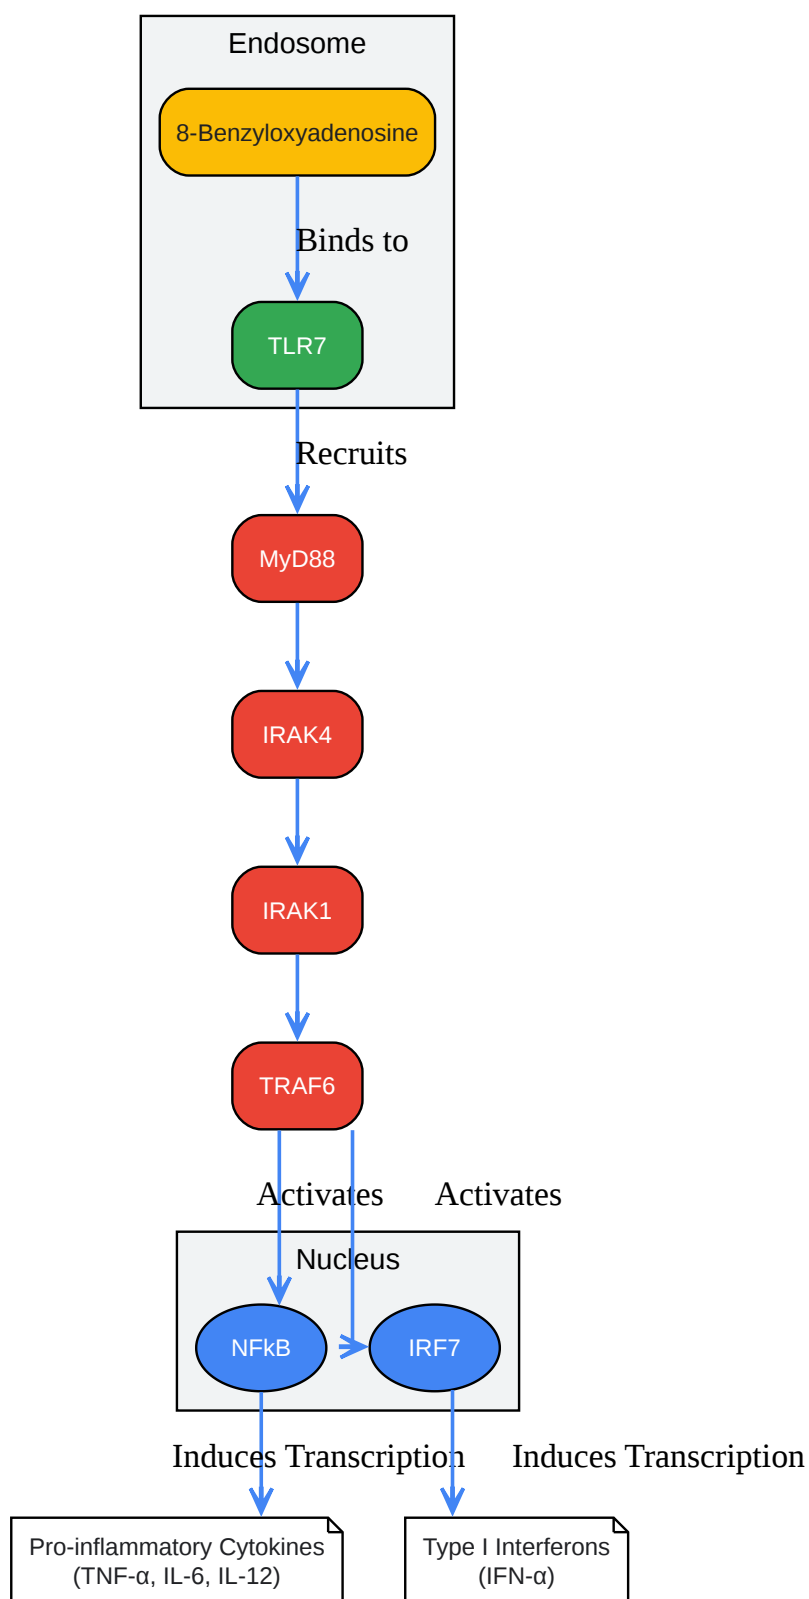 Endosome
8-Benzyloxyadenosine
Binds to
TLR7
Recruits
MyD88
IRAK4
IRAK1
TRAF6
Activates
Activates
Nucleus
NFkB
IRF7
Induces Transcription
Induces Transcription
Pro-inflammatory Cytokines
(TNF-α, IL-6, IL-12)
Type I Interferons
(IFN-α)